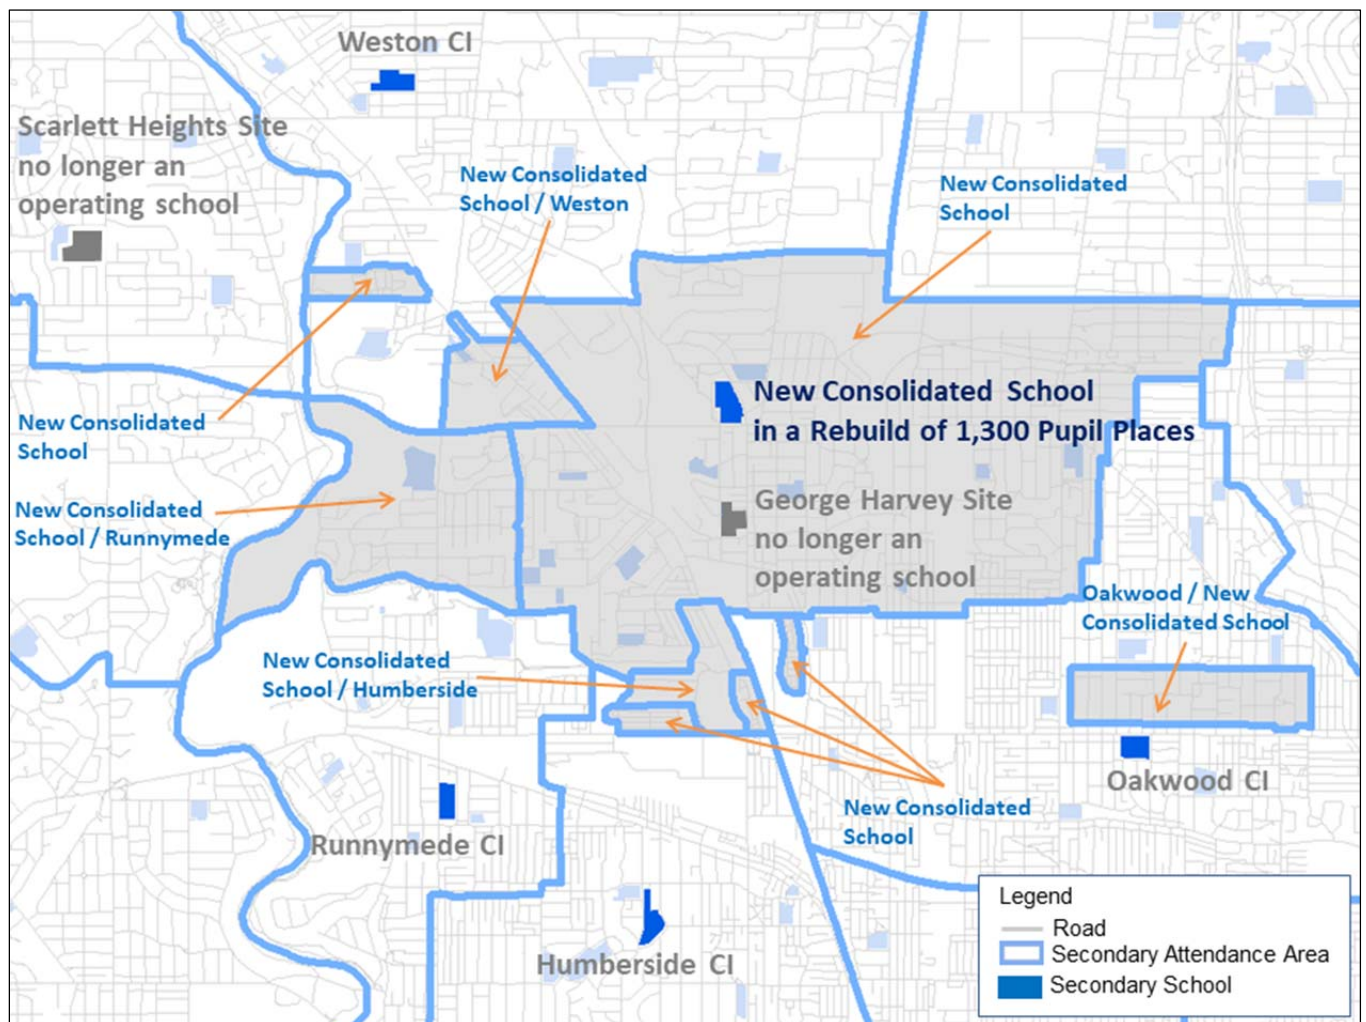 Weston CI
Scarlett Heights Site
no longer an
operating school
New Consolidated
School / Weston
New Consolidated
School
New Consolidated School
in a Rebuild of 1,300 Pupil Places
New Consolidated
School
New Consolidated
School / Runnymede
George Harvey Site
no longer an
operating school
Oakwood / New
Consolidated School
New Consolidated
School / Humberside
Oakwood CI
New Consolidated
School
Runnymede CI
Humberside CI
Legend
Road
Secondary Attendance Area
Secondary School